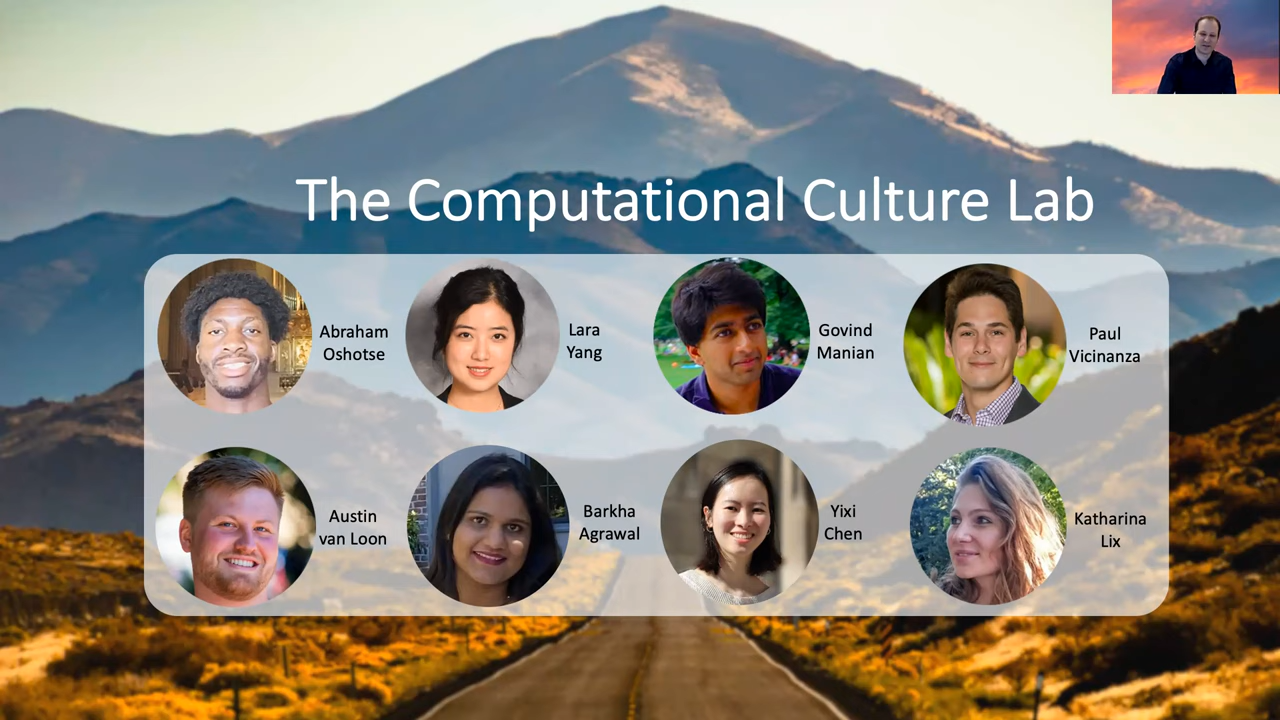 The Computational Culture Lab
Abraham
Oshotse
Lara
Yang
Govind
Manian
Paul
Vicinanza
Austin
van Loon
Barkha
Agrawal
Yixi
Chen
Katharina
Lix